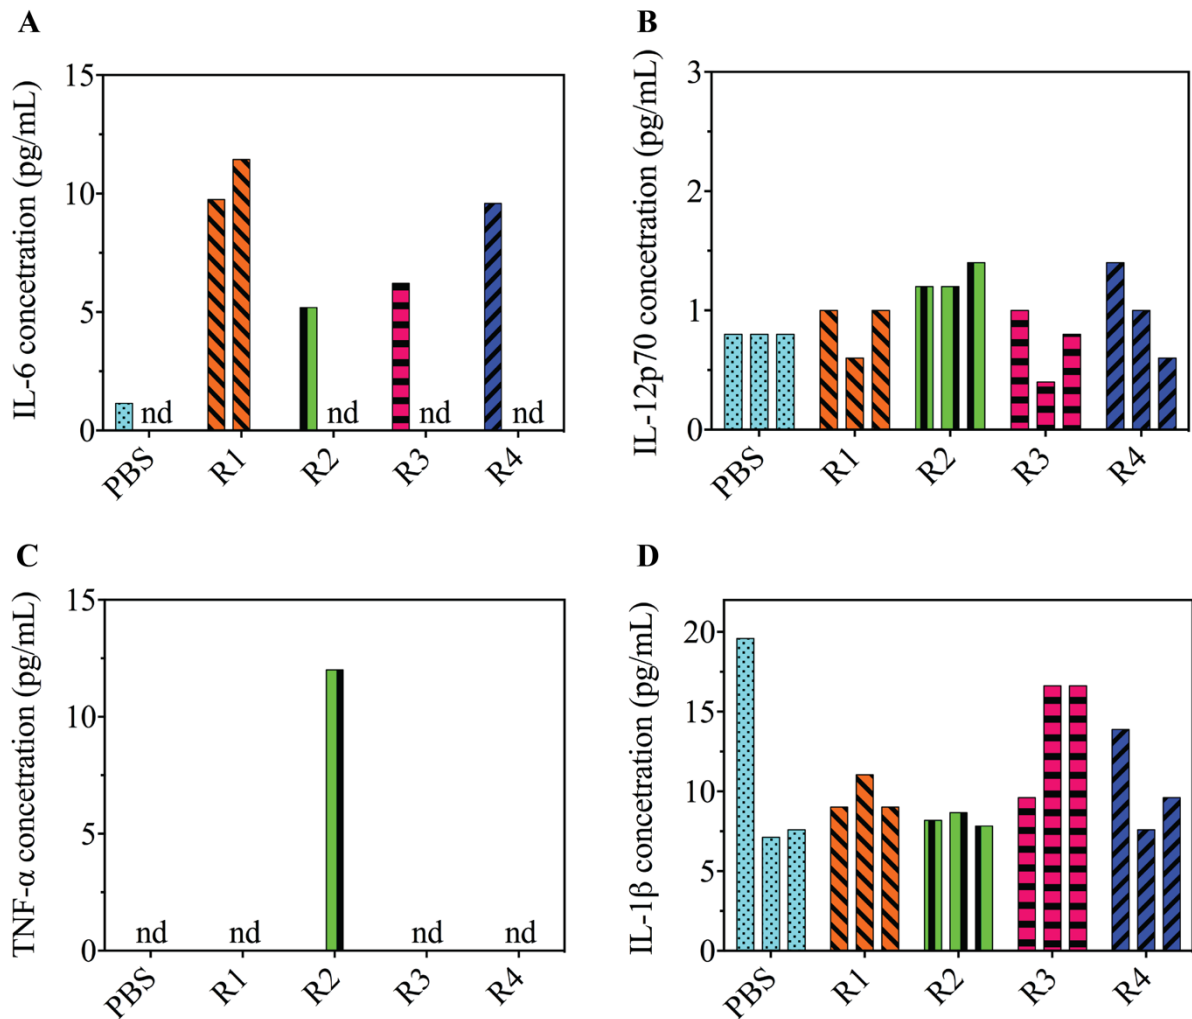 A
IL-6 concetration (pg/mL)
15
10
5
0
nd
nd
nd
nd
PBS
R1
R2
R3
R4
B
IL-12p70 concetration (pg/mL)
3
2
1
0
PBS
R1
R2
R3
R4
C
TNF-α concetration (pg/mL)
15
10
5
0
nd
nd
nd
nd
PBS
R1
R2
R3
R4
D
IL-1β concetration (pg/mL)
20
15
10
5
0
PBS
R1
R2
R3
R4